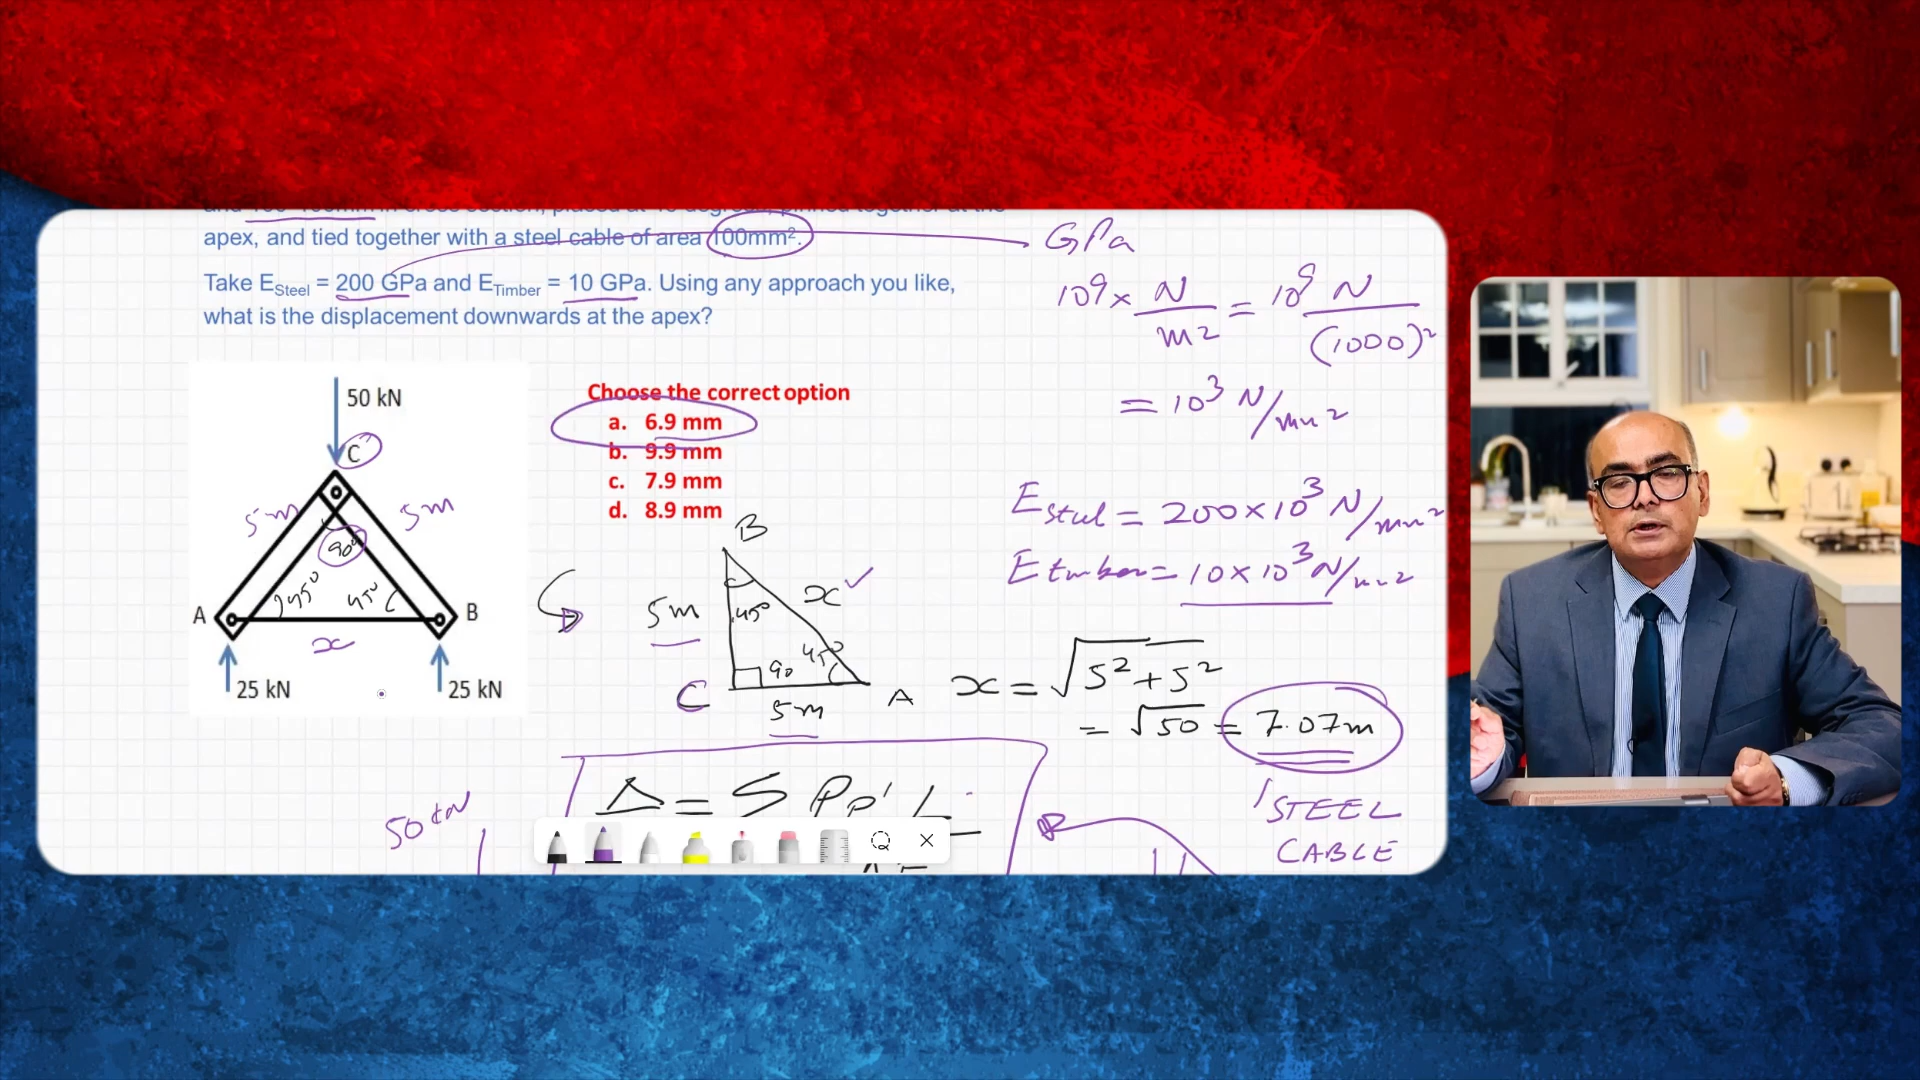 apex, and tied together with a steel cable of area 100mm².
Take ESteel = 200 GPa and ETimber = 10 GPa. Using any approach you like,
what is the displacement downwards at the apex?
50 kN
C
5m
5m
90°
45°
45°
A
B
x
25 kN
25 kN
Choose the correct option
a. 6.9 mm
b. 9.9 mm
c. 7.9 mm
d. 8.9 mm
B
5m
45°
x ✓
90
45°
C
5m
A
GPa
10⁹ × N/m² = 10⁹ N/(1000)²
= 10³ N/mm²
Esteel = 200×10³ N/mm²
Etimber = 10×10³ N/mm²
x = √5²+5²
= √50 = 7.07m
STEEL
CABLE
50 kN
Δ = Σ P p' L